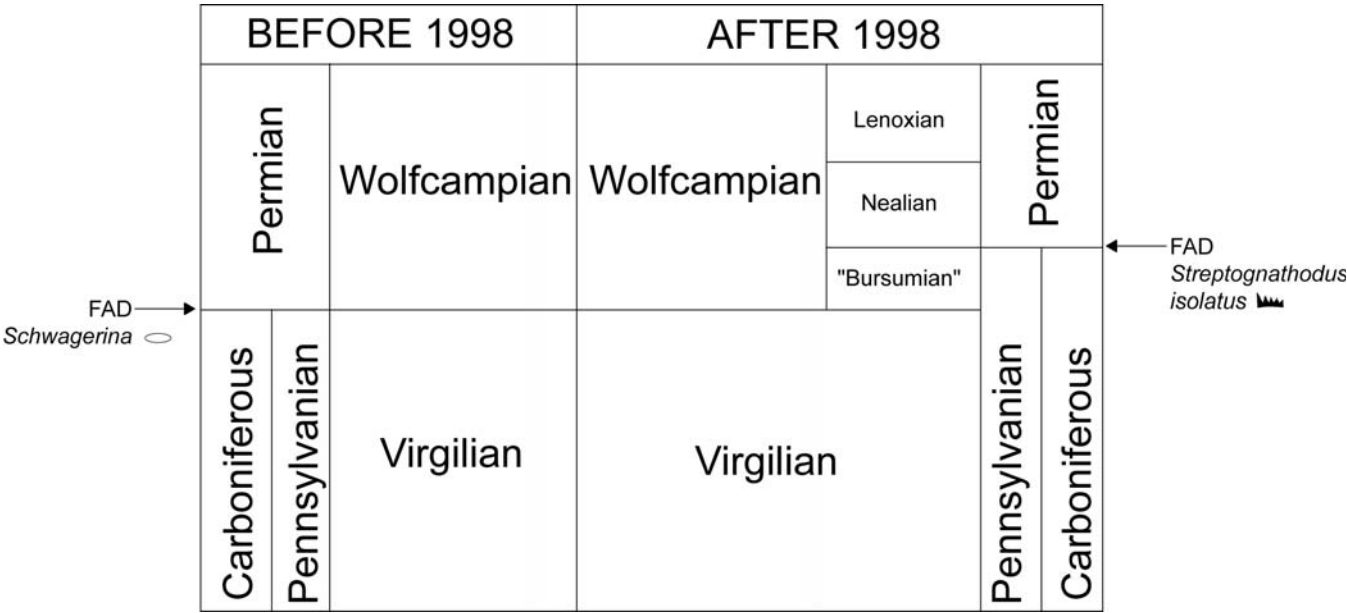 BEFORE 1998
AFTER 1998
Permian
Wolfcampian
Wolfcampian
Lenoxian
Nealian
"Bursumian"
Permian
FAD
Schwagerina
FAD
Streptognathodus
isolatus
Carboniferous
Pennsylvanian
Virgilian
Virgilian
Pennsylvanian
Carboniferous